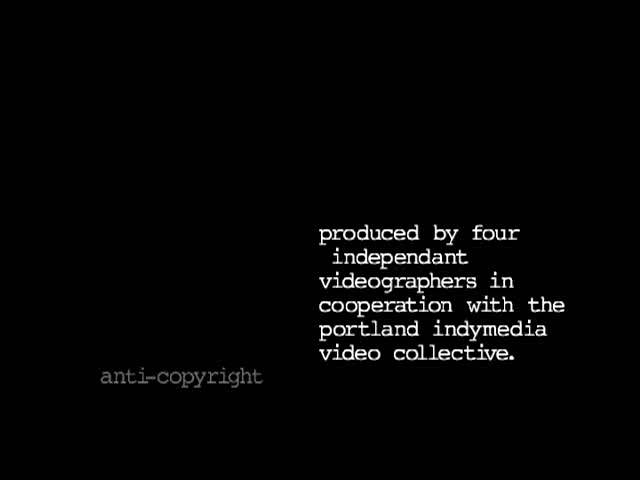 produced by four
independant
videographers in
cooperation with the
portland indymedia
video collective.
anti-copyright